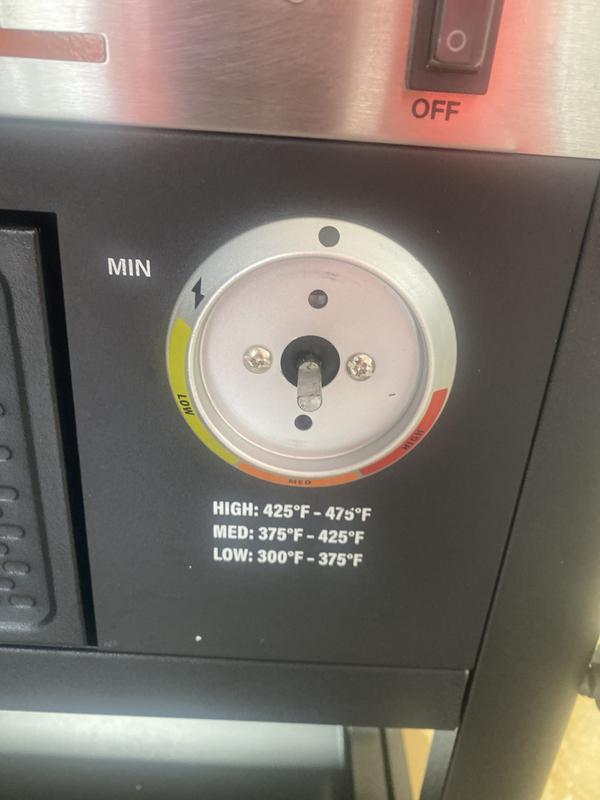 OFF
MIN
LOW
MED
HIGH
HIGH: 425°F - 475°F
MED: 375°F - 425°F
LOW: 300°F - 375°F